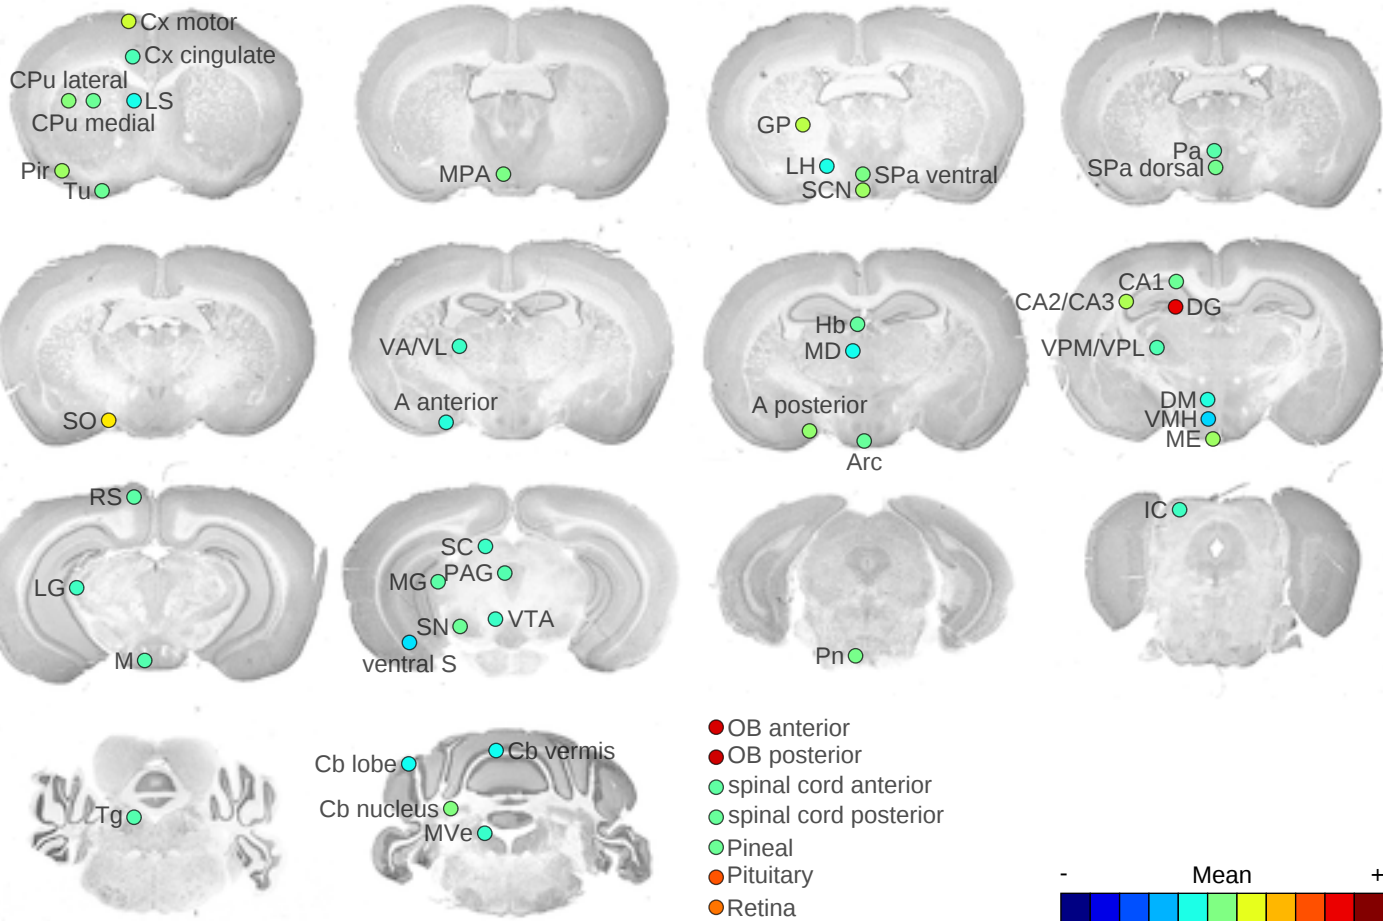 Cx motor
Cx cingulate
CPu lateral
LS
CPu medial
Pir
Tu
MPA
GP
LH
SPa ventral
SCN
Pa
SPa dorsal
SO
VA/VL
A anterior
Hb
MD
A posterior
Arc
CA1
CA2/CA3
DG
VPM/VPL
DM
VMH
ME
RS
LG
M
SC
MG
PAG
SN
VTA
ventral S
Pn
IC
Tg
Cb lobe
Cb vermis
Cb nucleus
MVe
OB anterior
OB posterior
spinal cord anterior
spinal cord posterior
Pineal
Pituitary
Retina
- Mean +